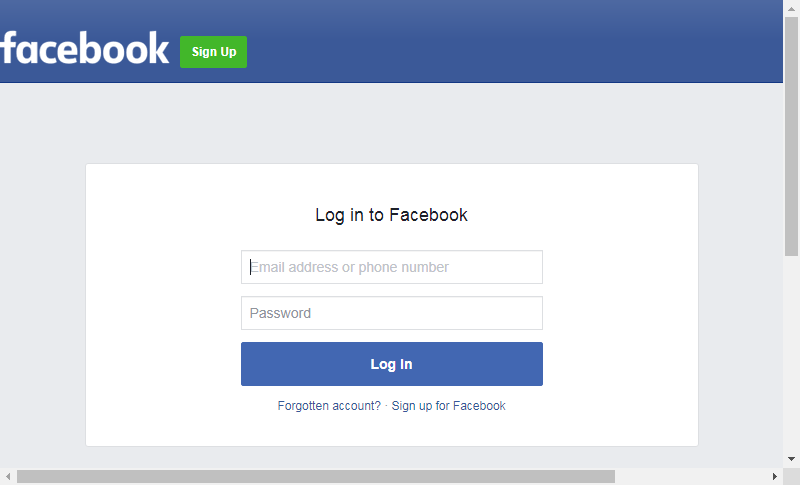 facebook
Sign Up
Log in to Facebook
Email address or phone number
Password
Log In
Forgotten account? · Sign up for Facebook